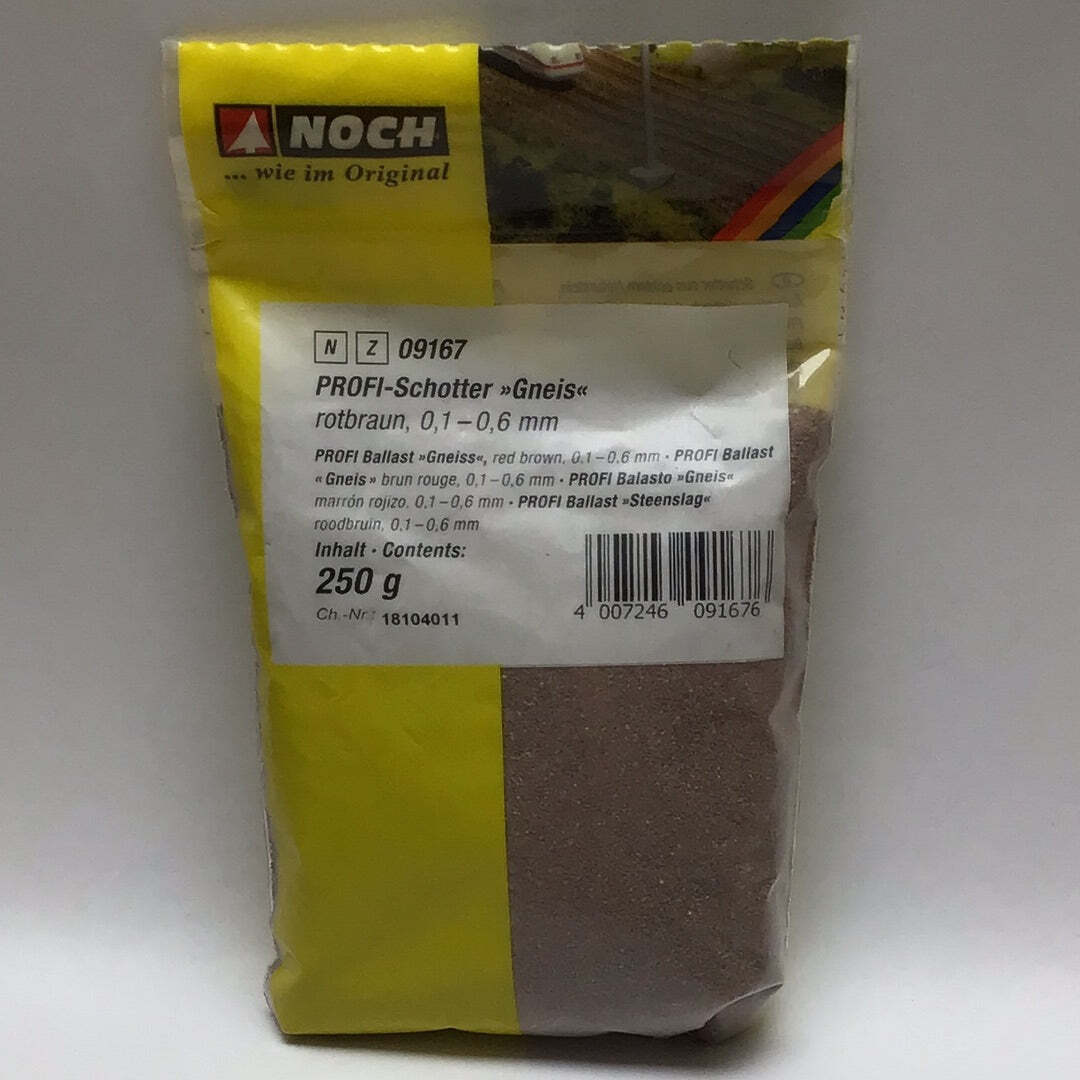 NOCH
... wie im Original
N Z 09167
PROFI-Schotter »Gneis«
rotbraun, 0,1–0,6 mm
PROFI Ballast »Gneiss«, red brown, 0.1–0.6 mm · PROFI Ballast
«Gneis» brun rouge, 0,1–0,6 mm · PROFI Balasto »Gneis«
marrón rojizo, 0,1–0,6 mm · PROFI Ballast »Steenslag«
roodbruin, 0,1–0,6 mm
Inhalt · Contents:
250 g
Ch.-Nr.: 18104011
4 007246 091676